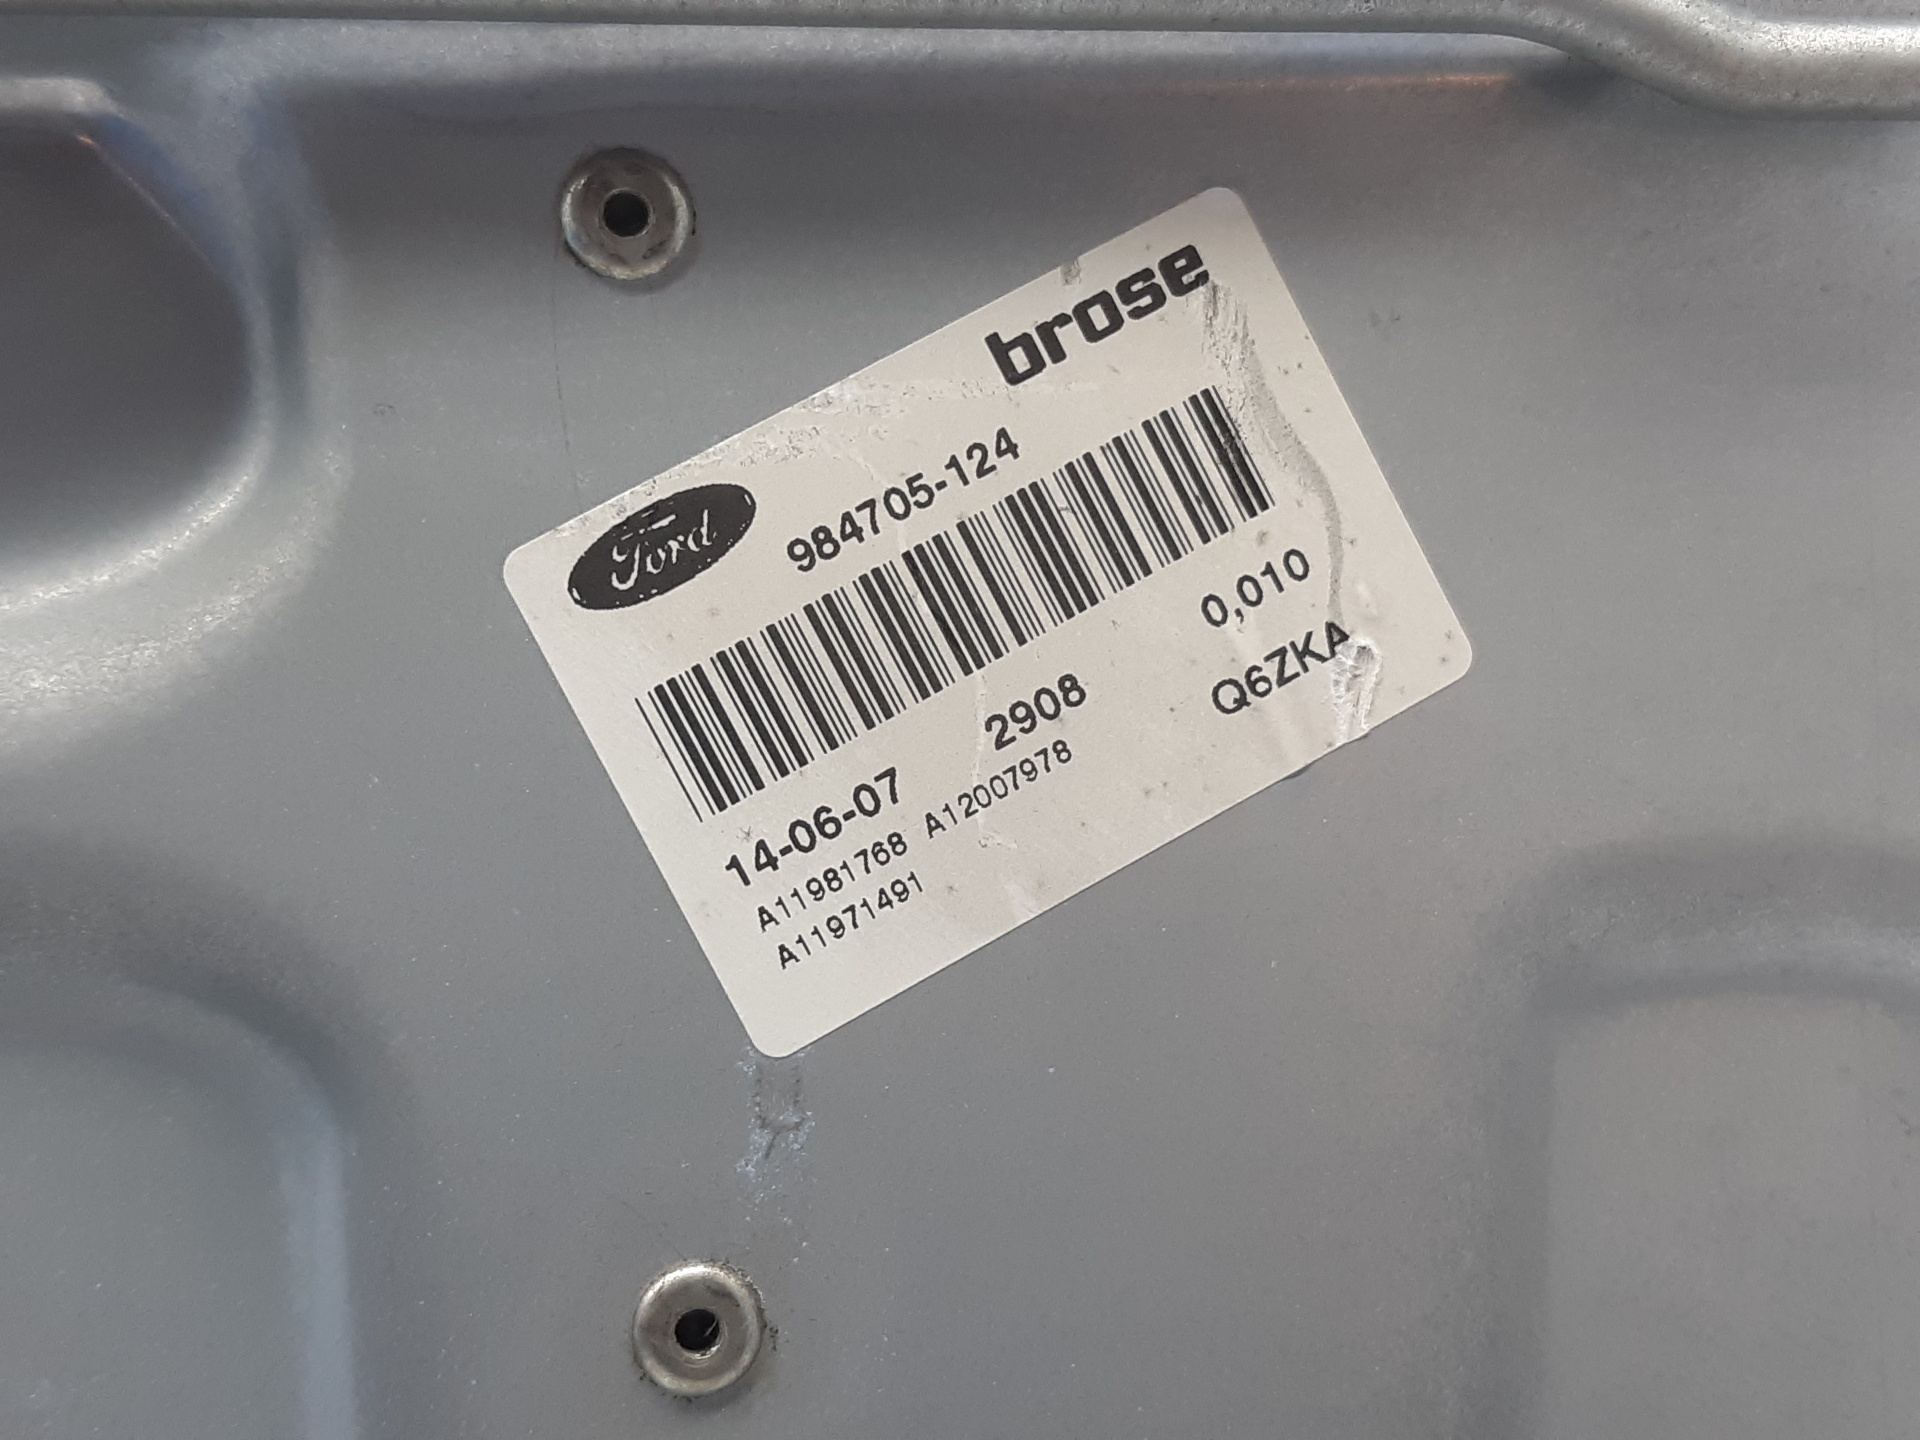 brose
Ford 984705-124
0,010
14-06-07 2908 Q6ZKA
A11981768 A12007978
A11971491